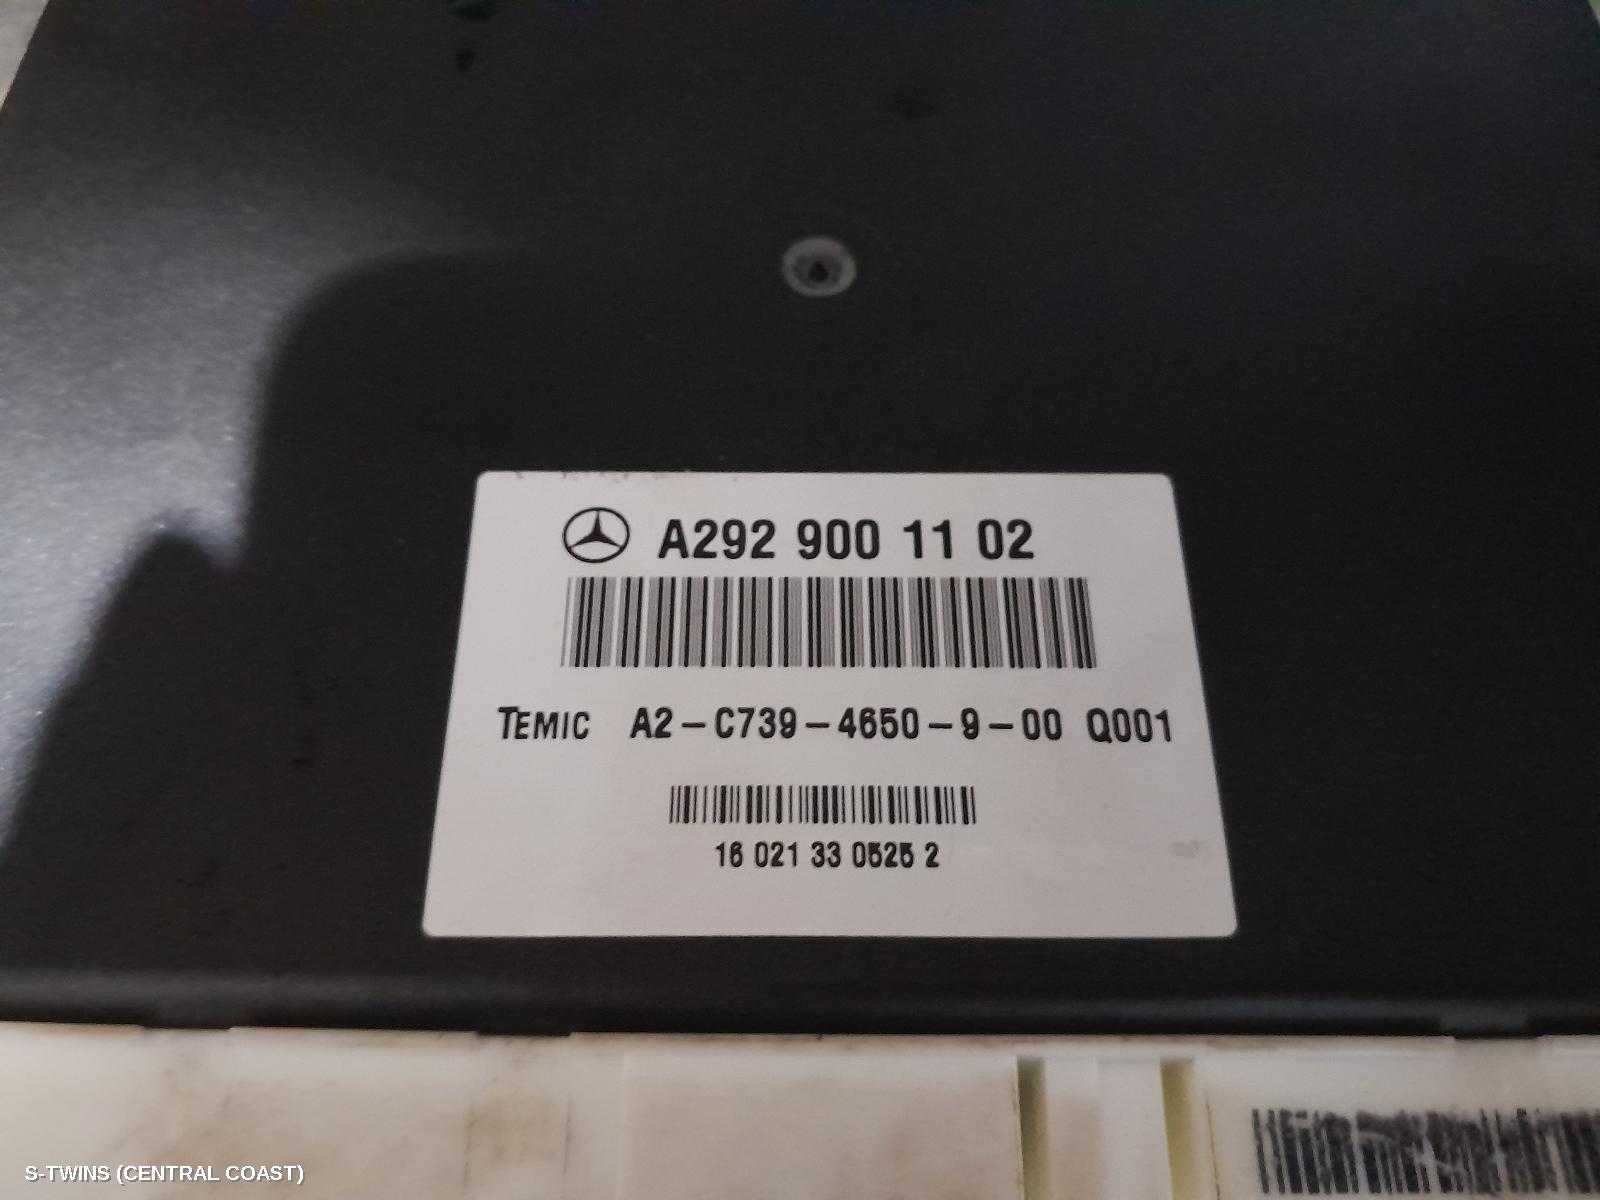 A292 900 11 02
TEMIC A2-C739-4650-9-00 Q001
16 021 33 0525 2
S-TWINS (CENTRAL COAST)